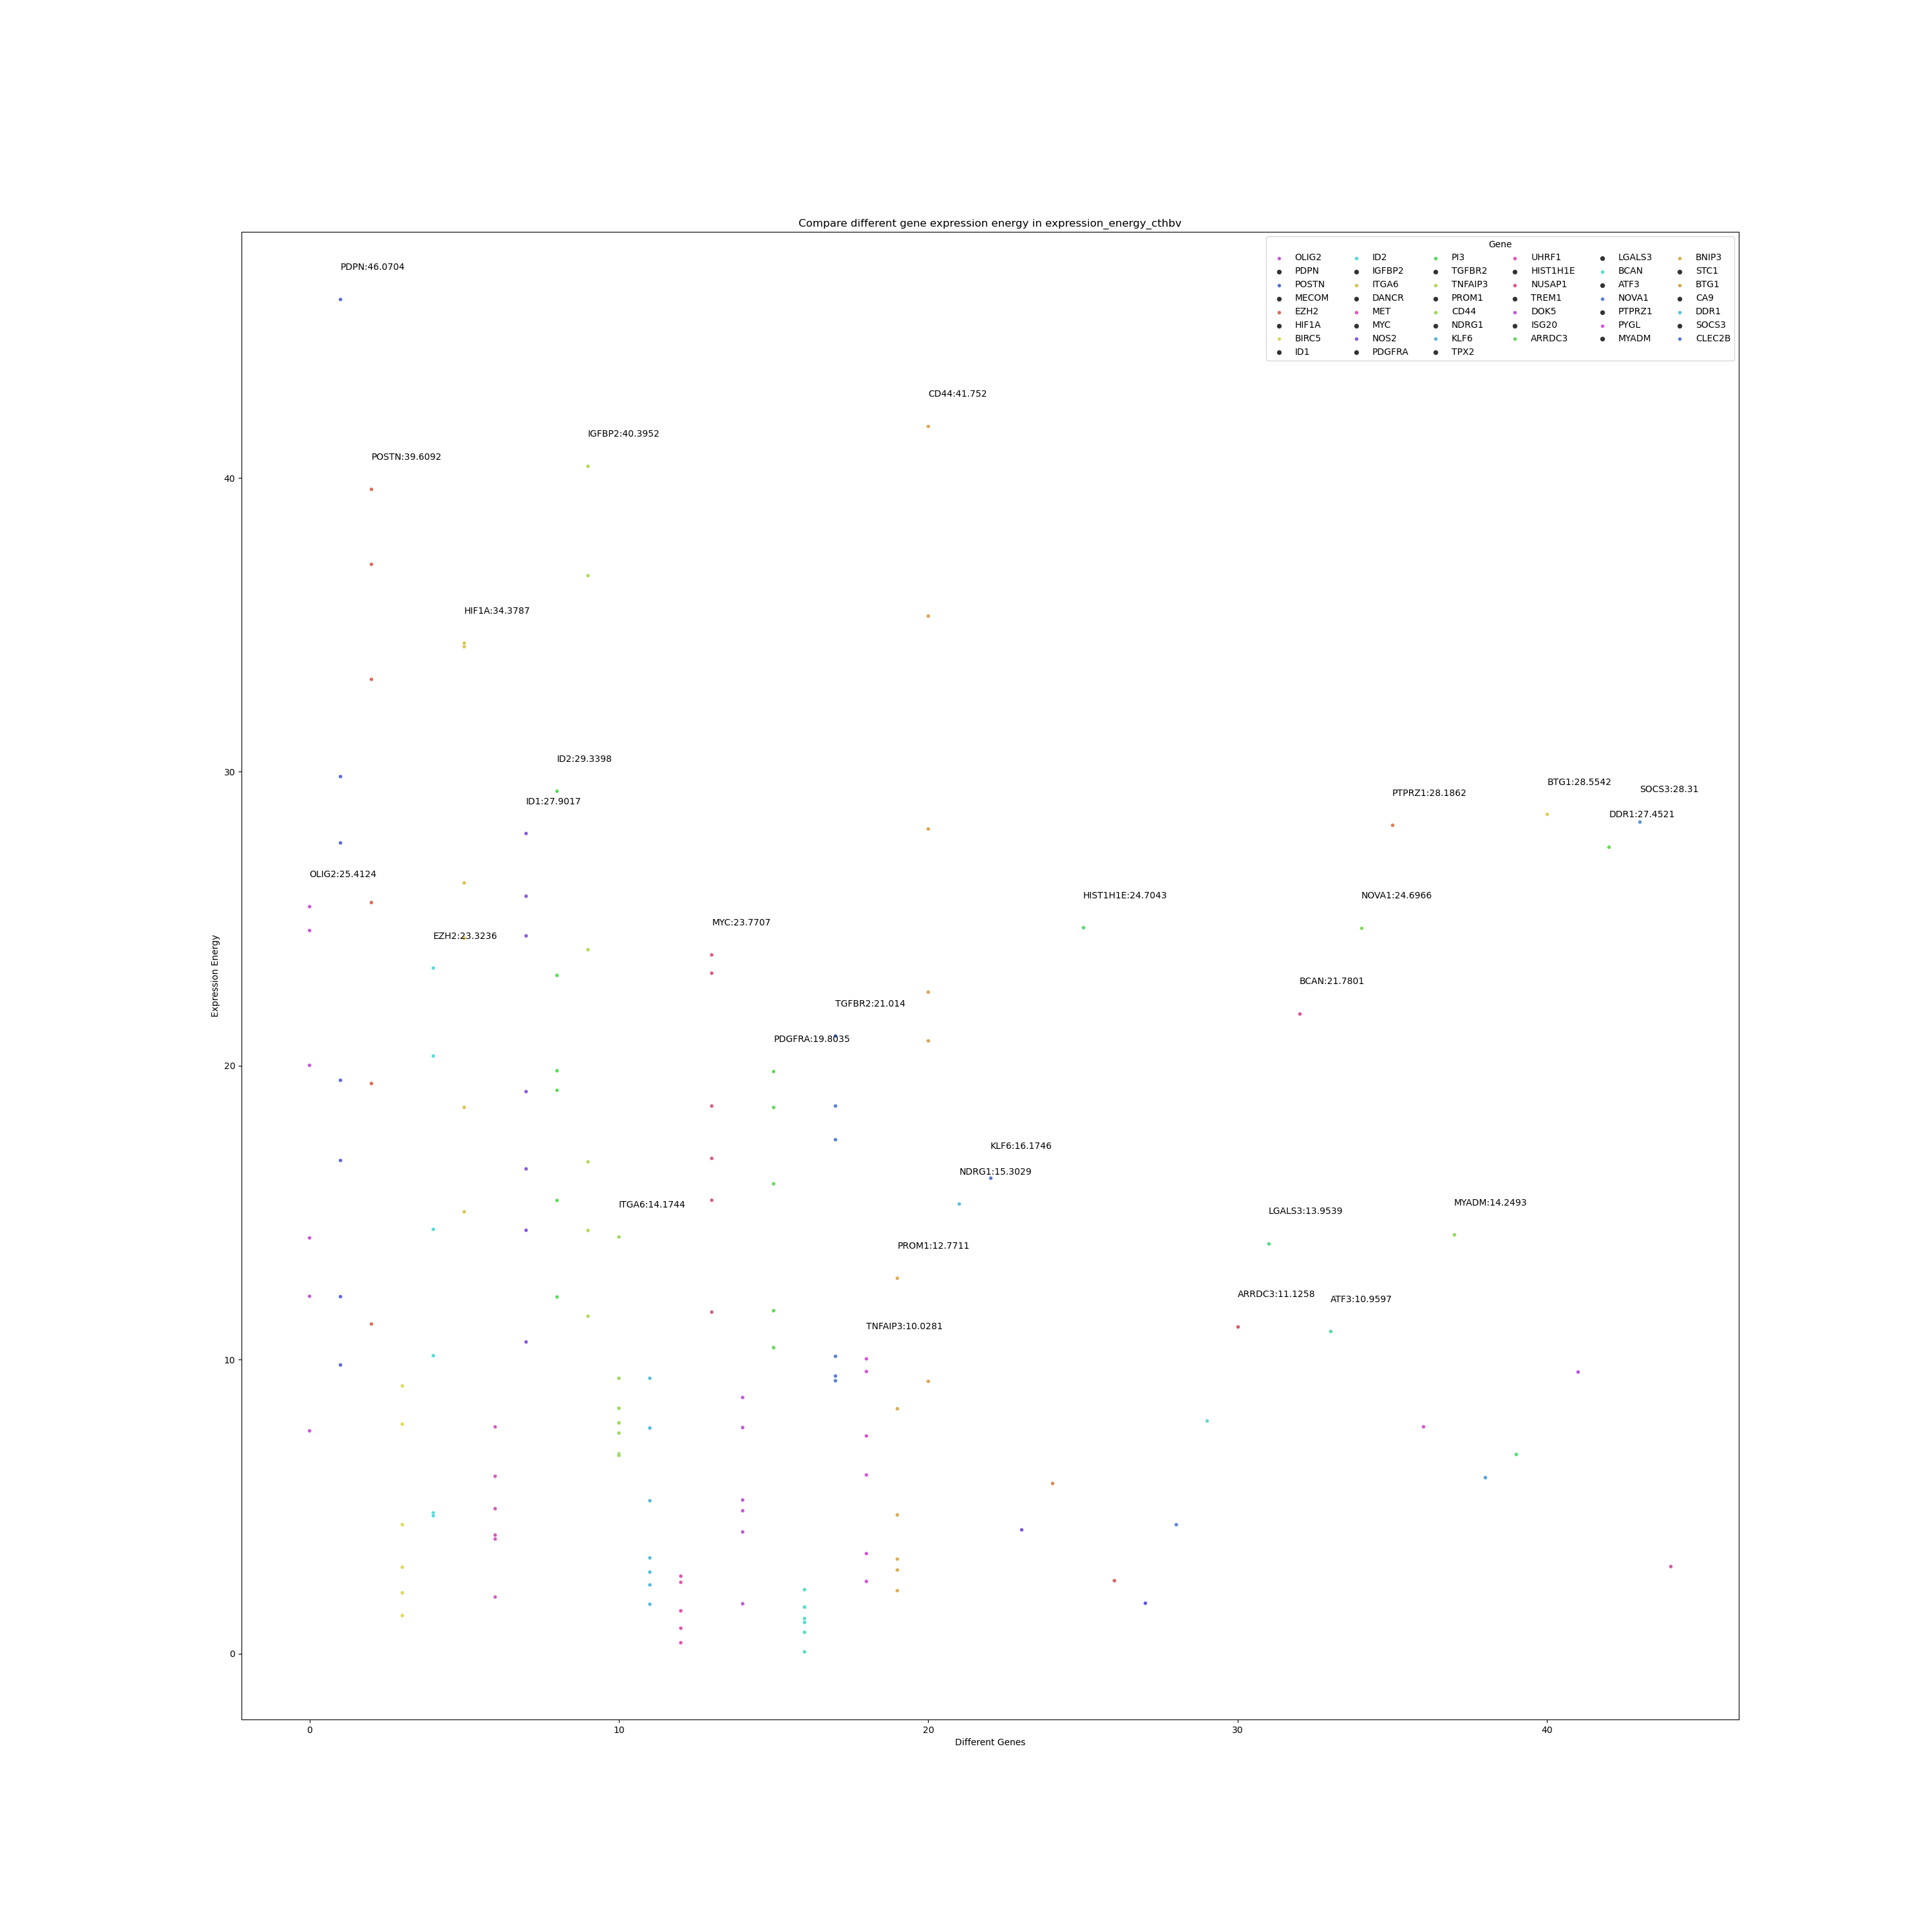 Compare different gene expression energy in expression_energy_cthbv
Gene
OLIG2 ID2 PI3 UHRF1 LGALS3 BNIP3
PDPN IGFBP2 TGFBR2 HIST1H1E BCAN STC1
POSTN ITGA6 TNFAIP3 NUSAP1 ATF3 BTG1
MECOM DANCR PROM1 TREM1 NOVA1 CA9
EZH2 MET CD44 DOK5 PTPRZ1 DDR1
HIF1A MYC NDRG1 ISG20 PYGL SOCS3
BIRC5 NOS2 KLF6 ARRDC3 MYADM CLEC2B
ID1 PDGFRA TPX2
PDPN:46.0704
CD44:41.752
IGFBP2:40.3952
POSTN:39.6092
40
HIF1A:34.3787
ID2:29.3398
30
BTG1:28.5542
SOCS3:28.31
PTPRZ1:28.1862
ID1:27.9017
DDR1:27.4521
OLIG2:25.4124
HIST1H1E:24.7043
NOVA1:24.6966
MYC:23.7707
EZH2:23.3236
BCAN:21.7801
TGFBR2:21.014
PDGFRA:19.8035
20
KLF6:16.1746
NDRG1:15.3029
ITGA6:14.1744
MYADM:14.2493
LGALS3:13.9539
PROM1:12.7711
ARRDC3:11.1258
ATF3:10.9597
TNFAIP3:10.0281
10
0
Expression Energy
0 10 20 30 40
Different Genes